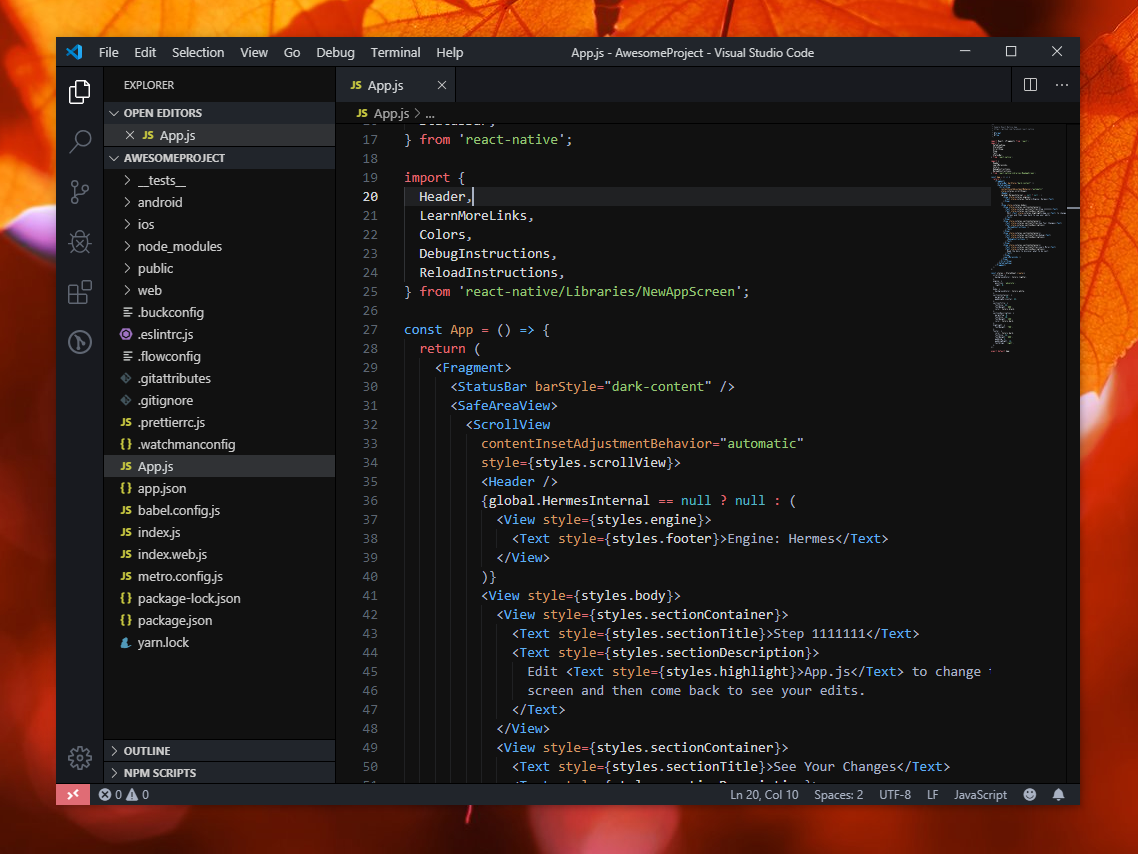 File Edit Selection View Go Debug Terminal Help
App.js - AwesomeProject - Visual Studio Code
EXPLORER
OPEN EDITORS
JS App.js
AWESOMEPROJECT
__tests__
android
ios
node_modules
public
web
.buckconfig
.eslintrc.js
.flowconfig
.gitattributes
.gitignore
JS .prettierrc.js
{} .watchmanconfig
JS App.js
{} app.json
JS babel.config.js
JS index.js
JS index.web.js
JS metro.config.js
{} package-lock.json
{} package.json
yarn.lock
OUTLINE
NPM SCRIPTS
JS App.js
JS App.js > ...
17 } from 'react-native';
18
19 import {
20 Header,
21 LearnMoreLinks,
22 Colors,
23 DebugInstructions,
24 ReloadInstructions,
25 } from 'react-native/Libraries/NewAppScreen';
26
27 const App = () => {
28 return (
29 <Fragment>
30 <StatusBar barStyle="dark-content" />
31 <SafeAreaView>
32 <ScrollView
33 contentInsetAdjustmentBehavior="automatic"
34 style={styles.scrollView}>
35 <Header />
36 {global.HermesInternal == null ? null : (
37 <View style={styles.engine}>
38 <Text style={styles.footer}>Engine: Hermes</Text>
39 </View>
40 )}
41 <View style={styles.body}>
42 <View style={styles.sectionContainer}>
43 <Text style={styles.sectionTitle}>Step 1111111</Text>
44 <Text style={styles.sectionDescription}>
45 Edit <Text style={styles.highlight}>App.js</Text> to change
46 screen and then come back to see your edits.
47 </Text>
48 </View>
49 <View style={styles.sectionContainer}>
50 <Text style={styles.sectionTitle}>See Your Changes</Text>
0 0
Ln 20, Col 10 Spaces: 2 UTF-8 LF JavaScript